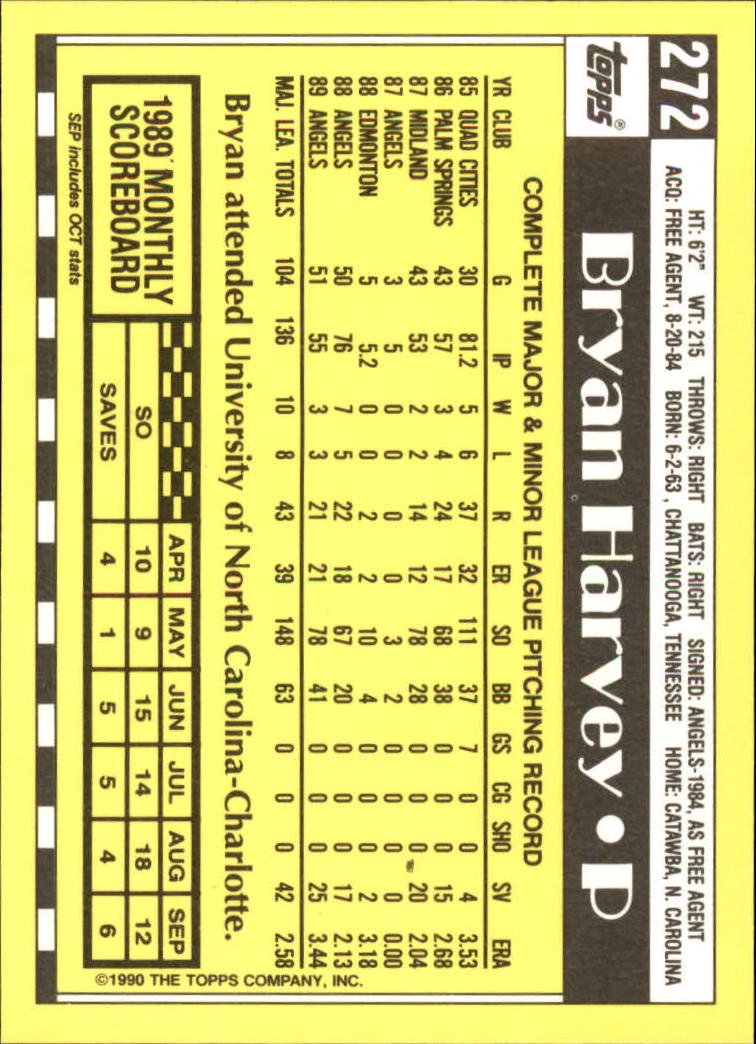 272
HT: 6'2" WT: 215 THROWS: RIGHT BATS: RIGHT SIGNED: ANGELS-1984, AS FREE AGENT
ACQ: FREE AGENT, 8-20-84 BORN: 6-2-63, CHATTANOOGA, TENNESSEE HOME: CATAWBA, N. CAROLINA
topps®
Bryan Harvey • P
COMPLETE MAJOR & MINOR LEAGUE PITCHING RECORD
YR CLUB G IP W L R ER SO BB GS CG SHO SV ERA
85 QUAD CITIES 30 81.2 5 6 37 32 111 37 7 0 0 4 3.53
86 PALM SPRINGS 43 57 3 4 24 17 68 38 0 0 0 15 2.68
87 MIDLAND 43 53 2 2 14 12 78 28 0 0 0 20 2.04
87 ANGELS 3 5 0 0 0 0 3 2 0 0 0 0 0.00
88 EDMONTON 5 5.2 0 0 2 2 10 4 0 0 0 2 3.18
88 ANGELS 50 76 7 5 22 18 67 20 0 0 0 17 2.13
89 ANGELS 51 55 3 3 21 21 78 41 0 0 0 25 3.44
MAJ. LEA. TOTALS 104 136 10 8 43 39 148 63 0 0 0 42 2.58
Bryan attended University of North Carolina-Charlotte.
1989 MONTHLY
SCOREBOARD
APR MAY JUN JUL AUG SEP
SO 10 9 15 14 18 12
SAVES 4 1 5 5 4 6
SEP includes OCT stats
©1990 THE TOPPS COMPANY, INC.